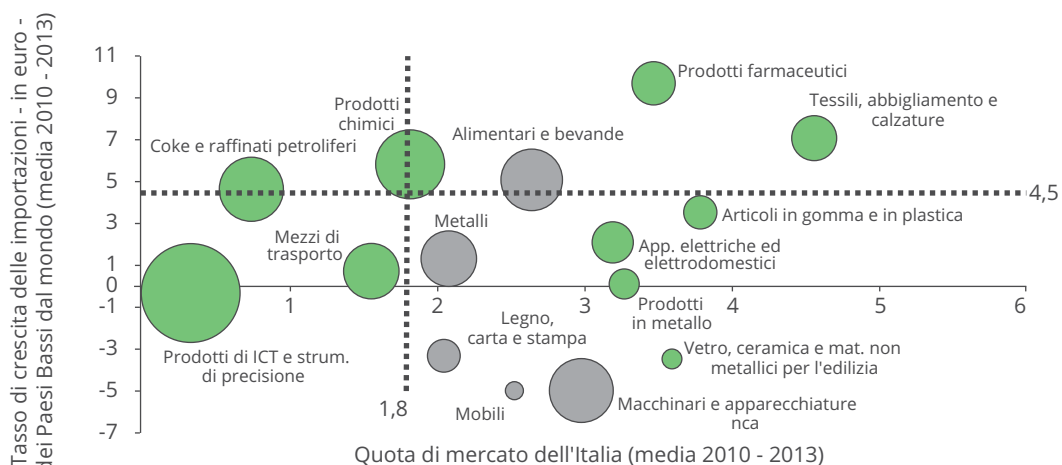 Tasso di crescita delle importazioni - in euro -
dei Paesi Bassi dal mondo (media 2010 - 2013)
11
9
7
5
3
1
0
-1
-3
-5
-7
Prodotti farmaceutici
Tessili, abbigliamento e
calzature
Prodotti
chimici
Alimentari e bevande
Coke e raffinati petroliferi
4,5
Articoli in gomma e in plastica
Metalli
Mezzi di
trasporto
App. elettriche ed
elettrodomestici
1
2
3
4
5
6
Prodotti
in metallo
Legno,
carta e stampa
Prodotti di ICT e strum.
di precisione
Vetro, ceramica e mat. non
metallici per l'edilizia
1,8
Mobili
Macchinari e apparecchiature
nca
Quota di mercato dell'Italia (media 2010 - 2013)